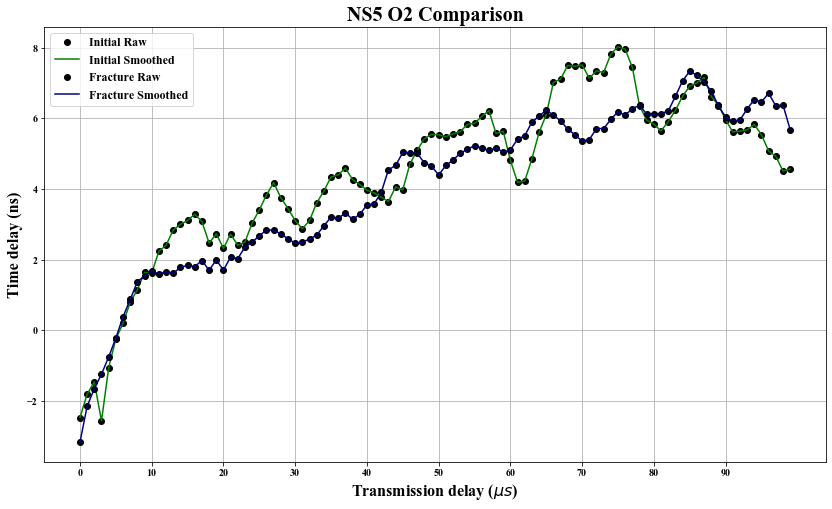 NS5 O2 Comparison
Initial Raw
Initial Smoothed
Fracture Raw
Fracture Smoothed
Time delay (ns)
8
6
4
2
0
−2
0 10 20 30 40 50 60 70 80 90
Transmission delay (μs)